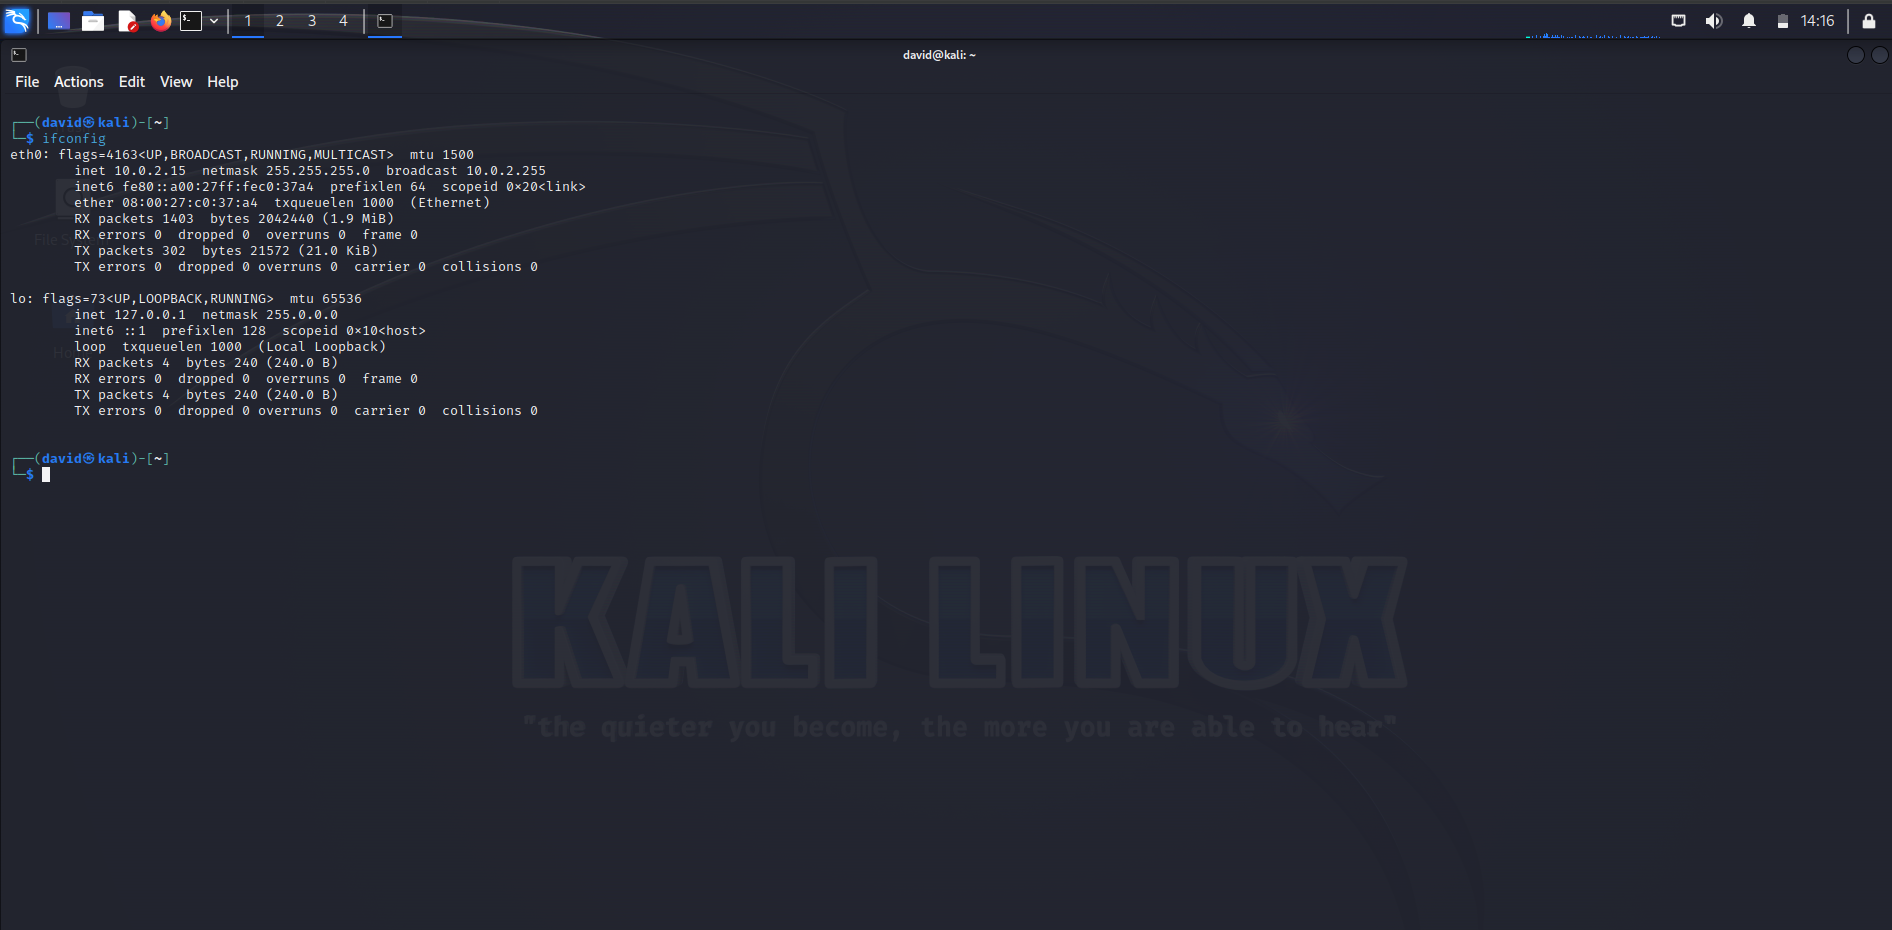 1 2 3 4
14:16
david@kali: ~
File Actions Edit View Help
┌──(david㉿kali)-[~]
└─$ ifconfig
eth0: flags=4163<UP,BROADCAST,RUNNING,MULTICAST>  mtu 1500
        inet 10.0.2.15  netmask 255.255.255.0  broadcast 10.0.2.255
        inet6 fe80::a00:27ff:fec0:37a4  prefixlen 64  scopeid 0×20<link>
        ether 08:00:27:c0:37:a4  txqueuelen 1000  (Ethernet)
        RX packets 1403  bytes 2042440 (1.9 MiB)
        RX errors 0  dropped 0  overruns 0  frame 0
        TX packets 302  bytes 21572 (21.0 KiB)
        TX errors 0  dropped 0 overruns 0  carrier 0  collisions 0
lo: flags=73<UP,LOOPBACK,RUNNING>  mtu 65536
        inet 127.0.0.1  netmask 255.0.0.0
        inet6 ::1  prefixlen 128  scopeid 0×10<host>
        loop  txqueuelen 1000  (Local Loopback)
        RX packets 4  bytes 240 (240.0 B)
        RX errors 0  dropped 0  overruns 0  frame 0
        TX packets 4  bytes 240 (240.0 B)
        TX errors 0  dropped 0 overruns 0  carrier 0  collisions 0
┌──(david㉿kali)-[~]
└─$
KALI LINUX
"the quieter you become, the more you are able to hear"